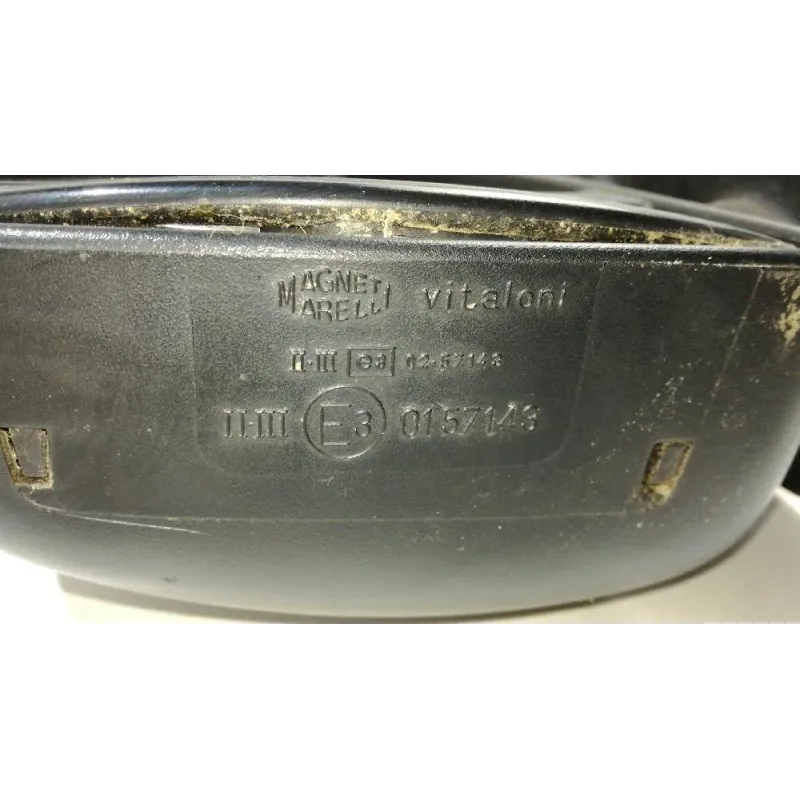 MAGNETI MARELLI vitaloni
II-III e3 02-57143
II-III E3 0157143